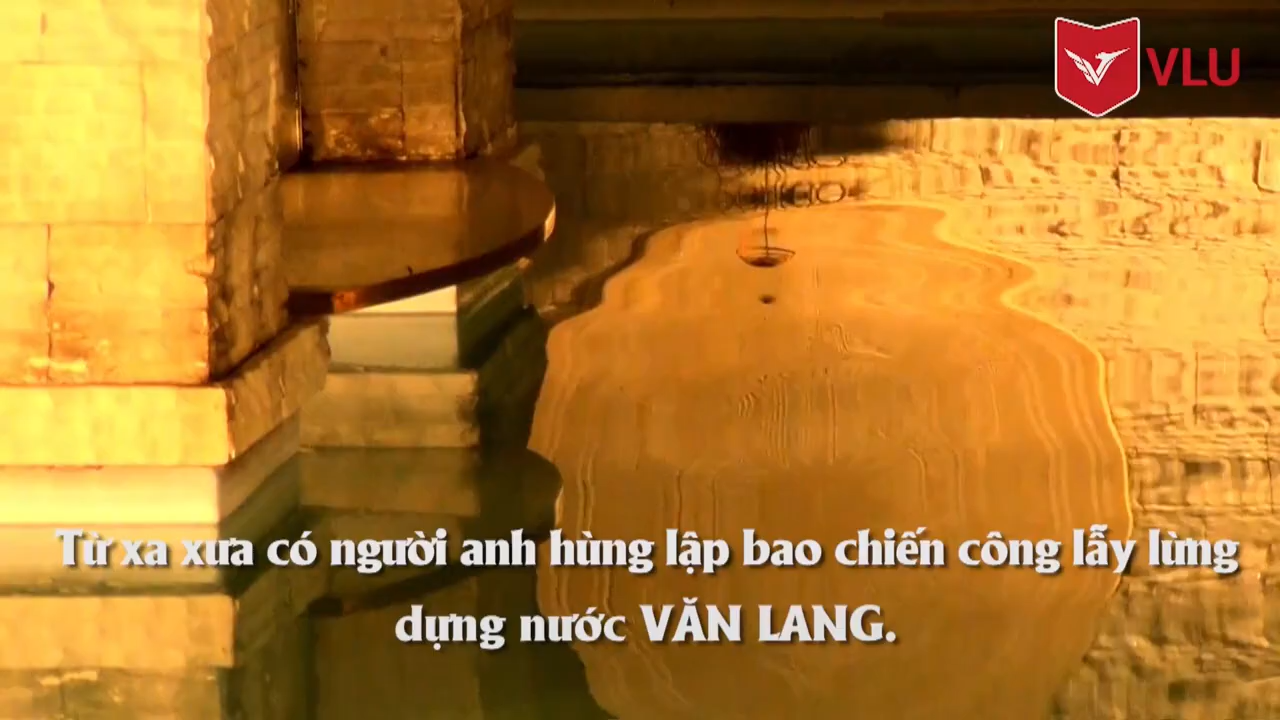 VLU
Từ xa xưa có người anh hùng lập bao chiến công lẫy lừng
dựng nước VĂN LANG.